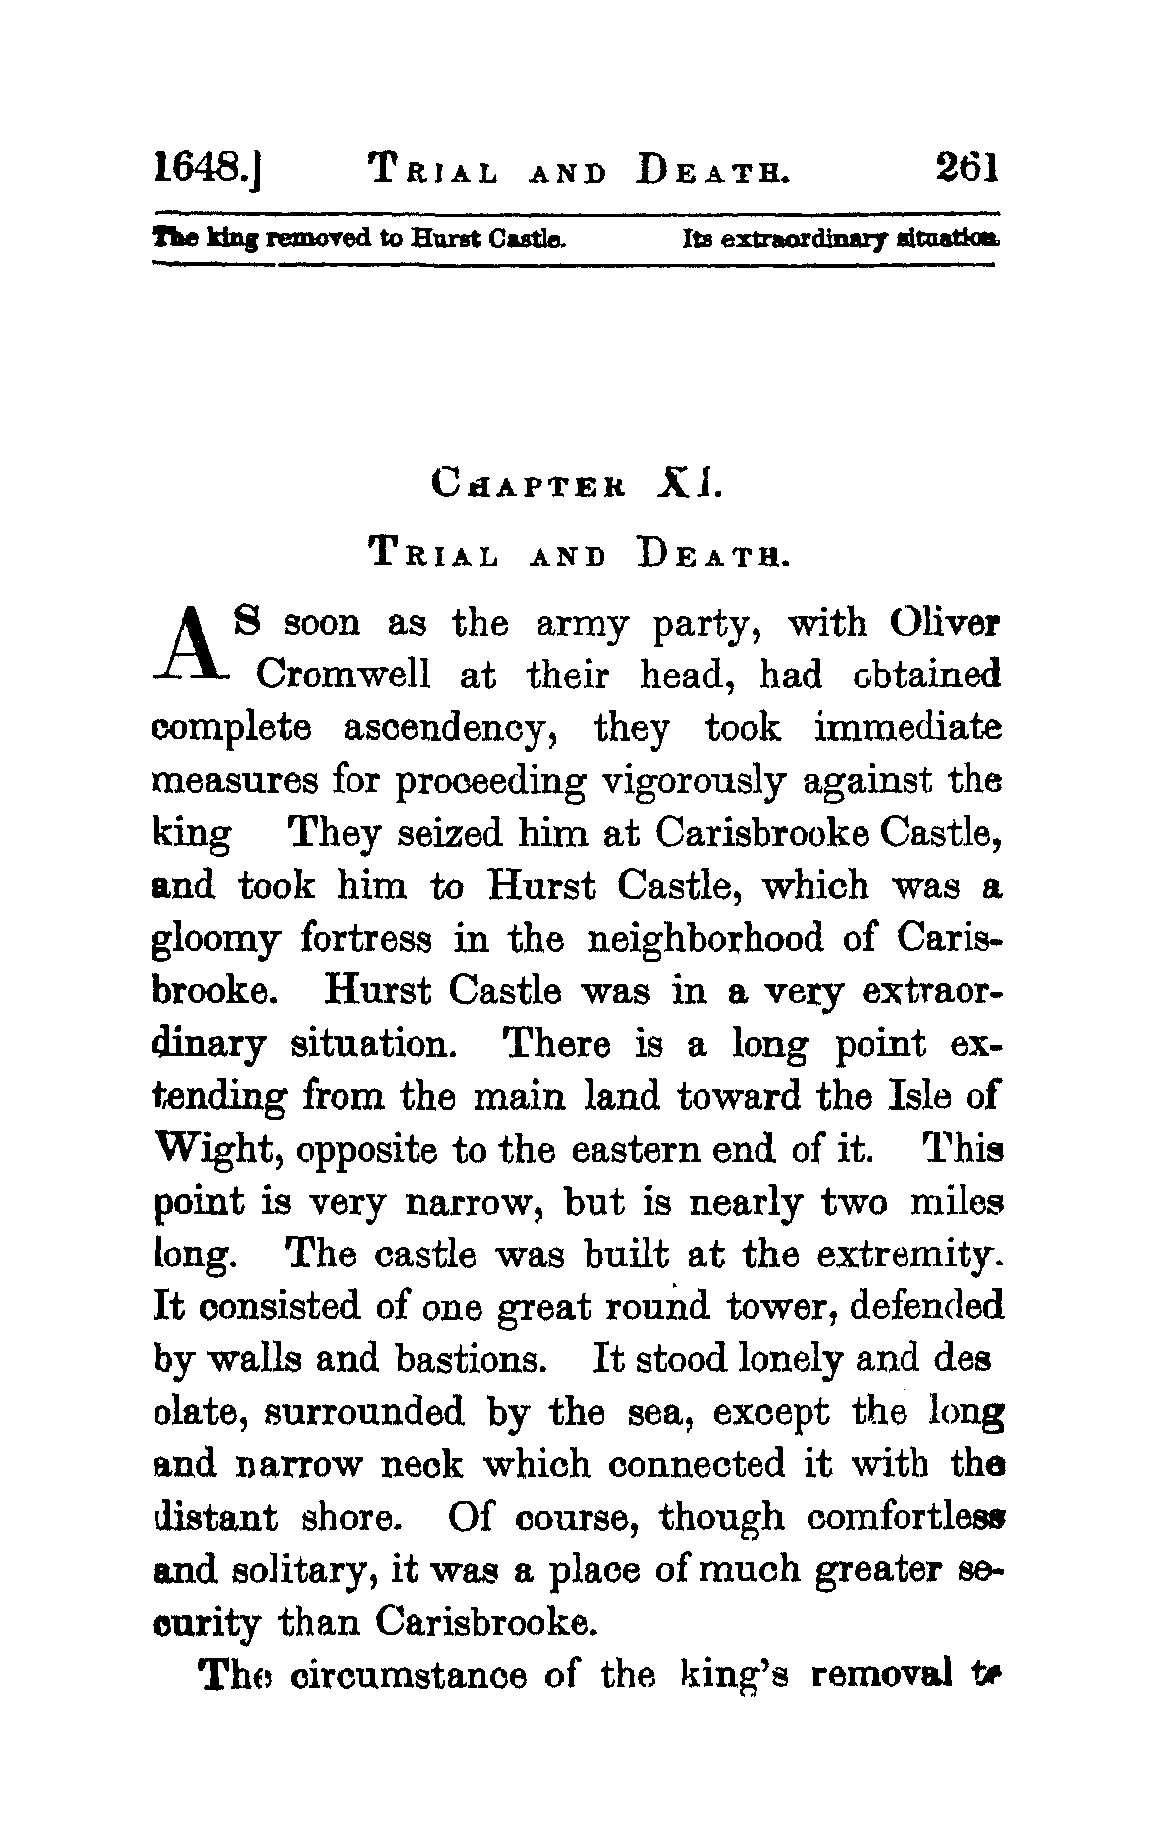 1648.] TRIAL AND DEATH. 261
The king removed to Hurst Castle. Its extraordinary situation.
CHAPTER XI.
TRIAL AND DEATH.
AS soon as the army party, with Oliver
Cromwell at their head, had obtained
complete ascendency, they took immediate
measures for proceeding vigorously against the
king They seized him at Carisbrooke Castle,
and took him to Hurst Castle, which was a
gloomy fortress in the neighborhood of Caris-
brooke. Hurst Castle was in a very extraor-
dinary situation. There is a long point ex-
tending from the main land toward the Isle of
Wight, opposite to the eastern end of it. This
point is very narrow, but is nearly two miles
long. The castle was built at the extremity.
It consisted of one great round tower, defended
by walls and bastions. It stood lonely and des
olate, surrounded by the sea, except the long
and narrow neck which connected it with the
distant shore. Of course, though comfortless
and solitary, it was a place of much greater se-
curity than Carisbrooke.
The circumstance of the king's removal to